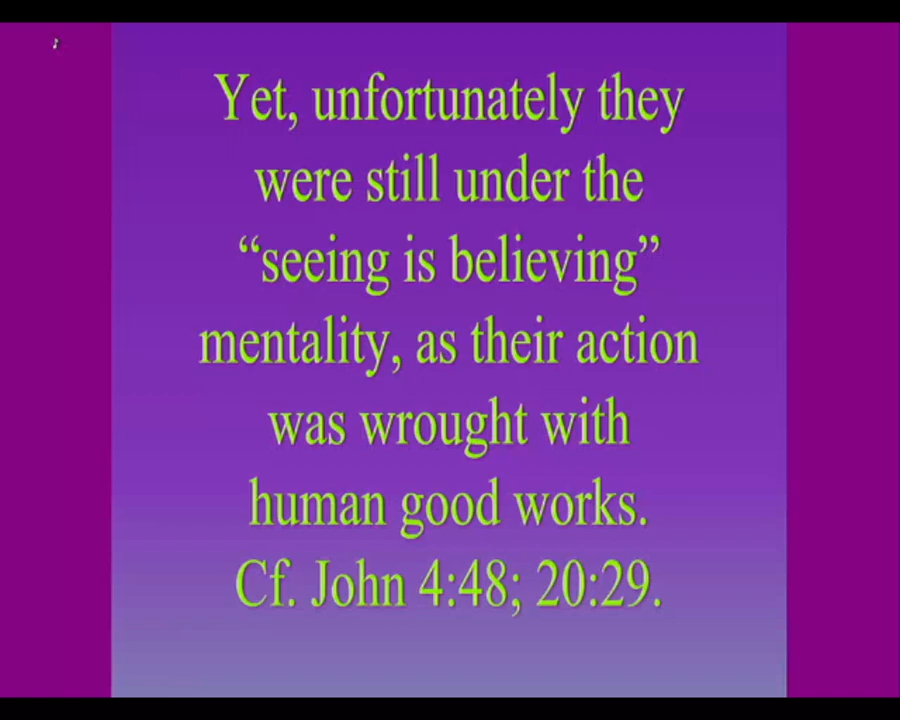 Yet, unfortunately they
were still under the
“seeing is believing”
mentality, as their action
was wrought with
human good works.
Cf. John 4:48; 20:29.